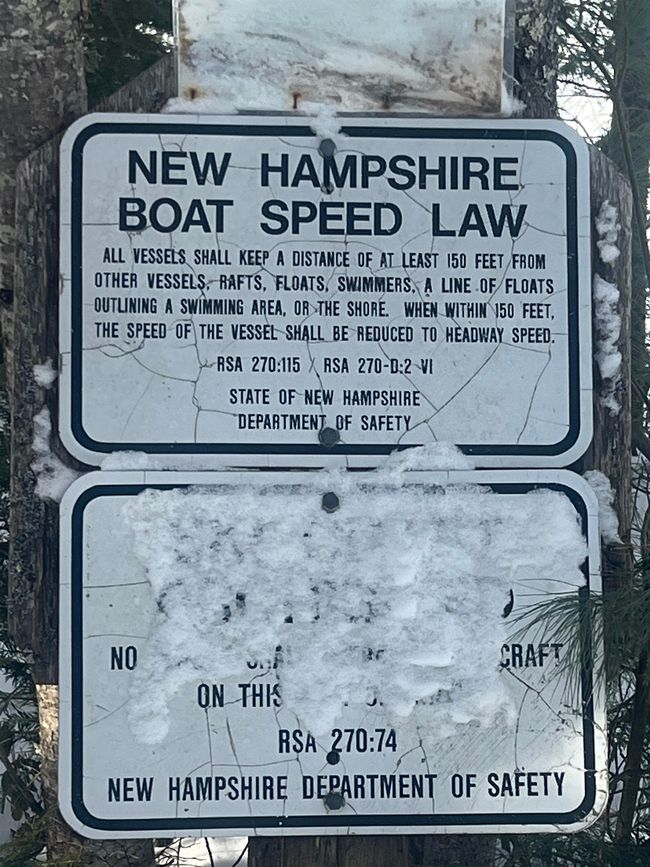 NEW HAMPSHIRE
BOAT SPEED LAW
ALL VESSELS SHALL KEEP A DISTANCE OF AT LEAST 150 FEET FROM
OTHER VESSELS, RAFTS, FLOATS, SWIMMERS, A LINE OF FLOATS
OUTLINING A SWIMMING AREA, OR THE SHORE. WHEN WITHIN 150 FEET,
THE SPEED OF THE VESSEL SHALL BE REDUCED TO HEADWAY SPEED.
RSA 270:115 RSA 270-D:2 VI
STATE OF NEW HAMPSHIRE
DEPARTMENT OF SAFETY
NO CRAFT
ON THIS
RSA 270:74
NEW HAMPSHIRE DEPARTMENT OF SAFETY